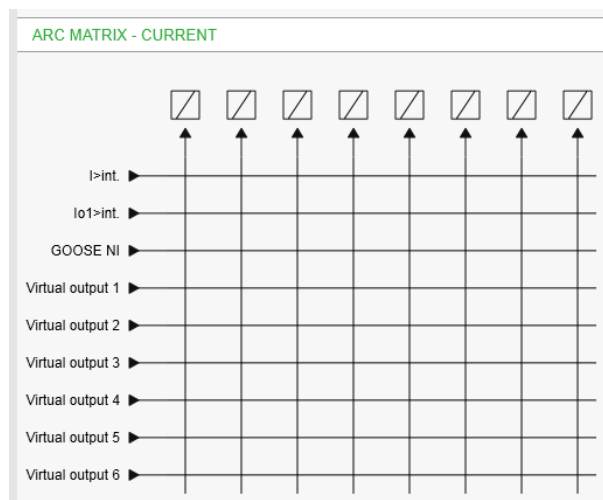 ARC MATRIX - CURRENT
I>int.
Io1>int.
GOOSE NI
Virtual output 1
Virtual output 2
Virtual output 3
Virtual output 4
Virtual output 5
Virtual output 6